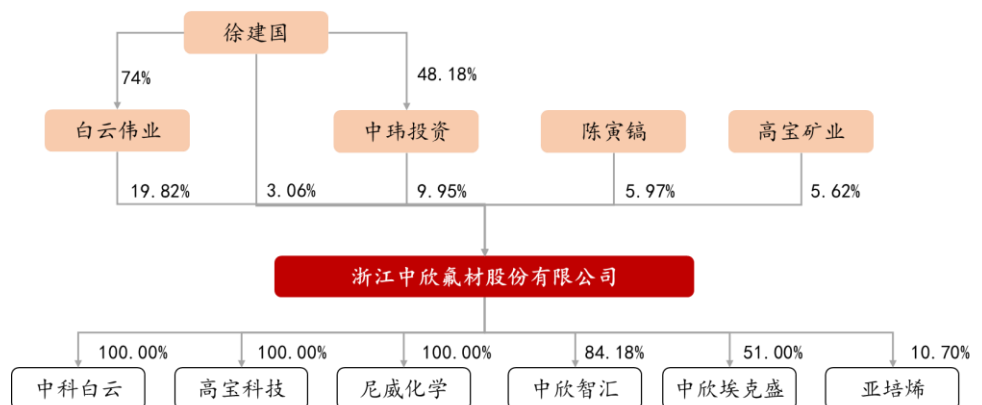 徐建国
74%
48.18%
白云伟业
中玮投资
陈寅镐
高宝矿业
19.82%
3.06%
9.95%
5.97%
5.62%
浙江中欣氟材股份有限公司
100.00%
100.00%
100.00%
84.18%
51.00%
10.70%
中科白云
高宝科技
尼威化学
中欣智汇
中欣埃克盛
亚培烯